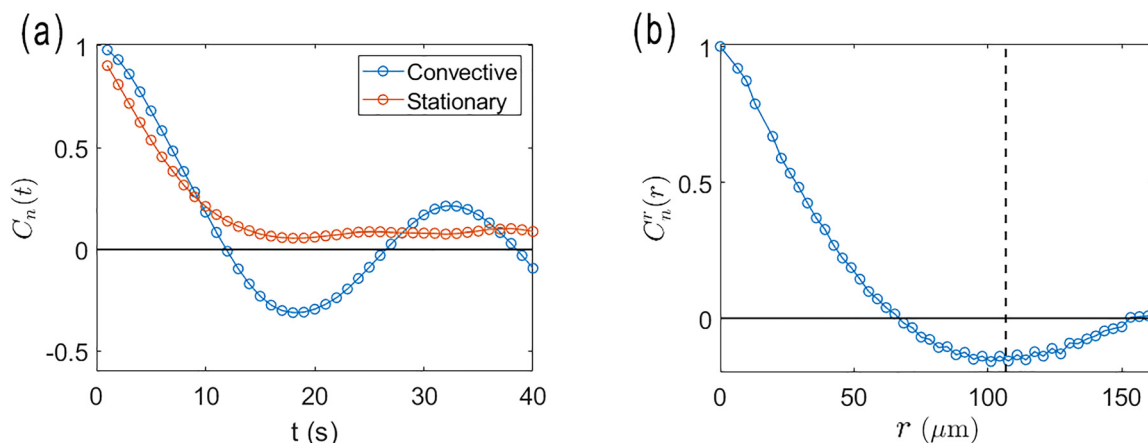 (a)
1
0.5
0
-0.5
0 10 20 30 40
t (s)
Cn(t)
Convective
Stationary
(b)
1
0.5
0
0 50 100 150
r (μm)
C_n^r(r)